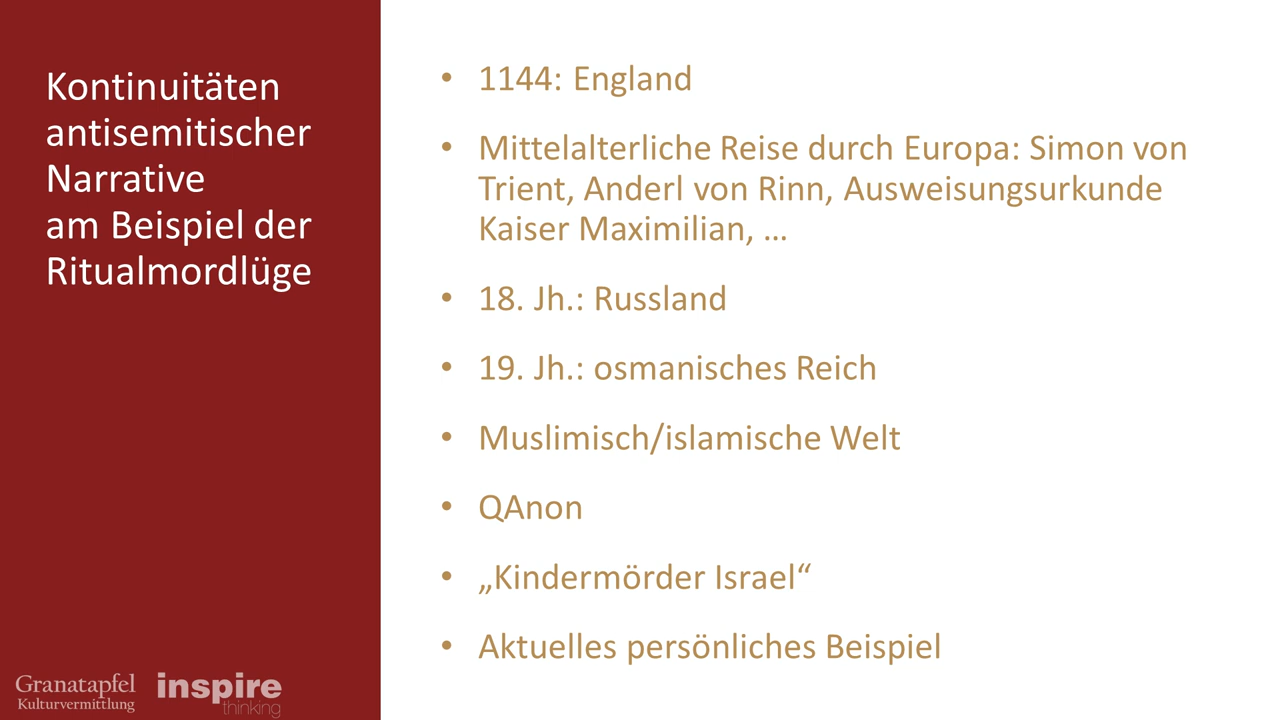 Kontinuitäten
antisemitischer
Narrative
am Beispiel der
Ritualmordlüge
• 1144: England
• Mittelalterliche Reise durch Europa: Simon von
Trient, Anderl von Rinn, Ausweisungsurkunde
Kaiser Maximilian, …
• 18. Jh.: Russland
• 19. Jh.: osmanisches Reich
• Muslimisch/islamische Welt
• QAnon
• „Kindermörder Israel“
• Aktuelles persönliches Beispiel
Granatapfel
Kulturvermittlung
inspire
thinking